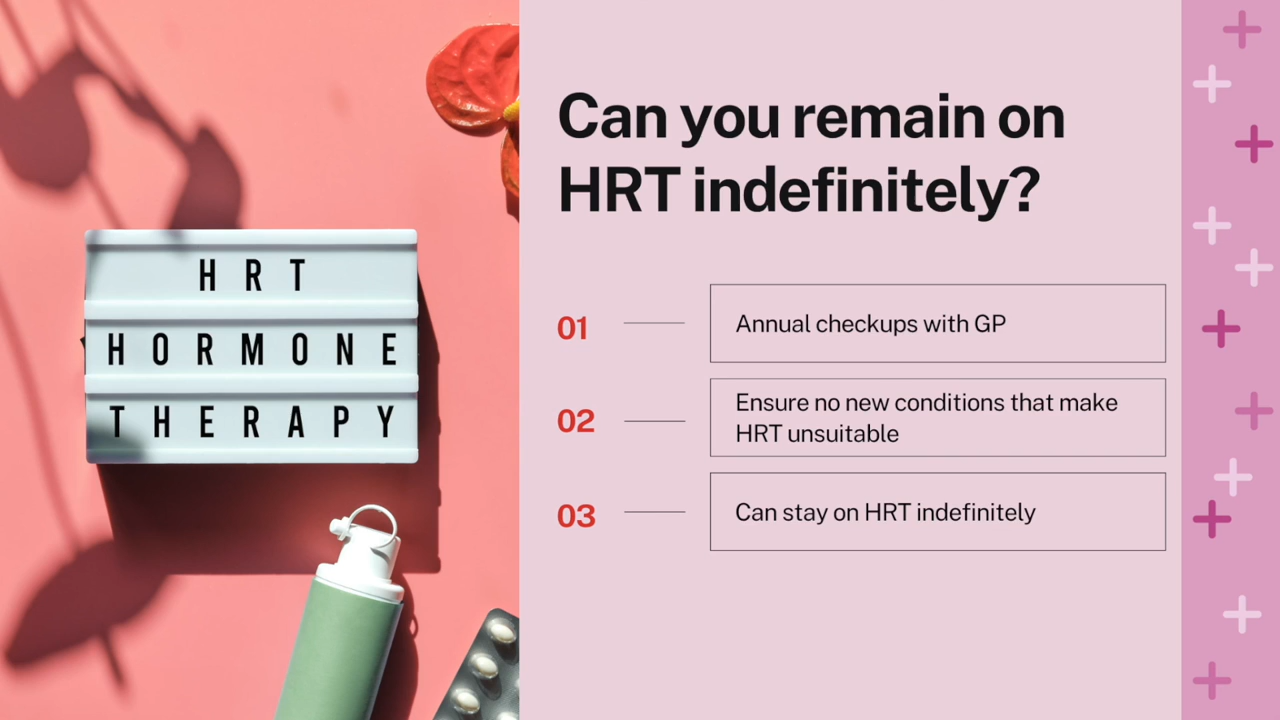 HRT
HORMONE
THERAPY
Can you remain on
HRT indefinitely?
01
Annual checkups with GP
02
Ensure no new conditions that make
HRT unsuitable
03
Can stay on HRT indefinitely